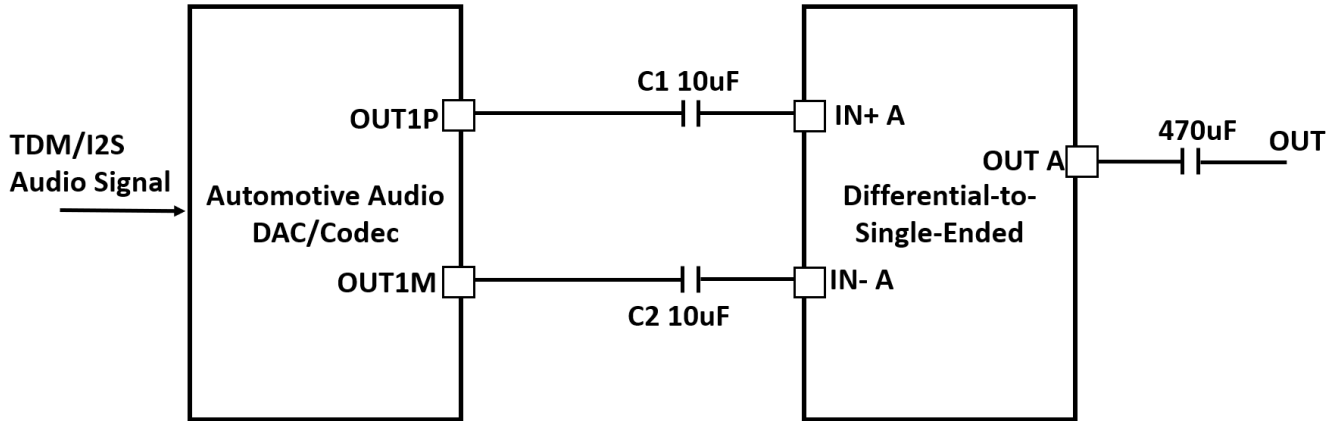 TDM/I2S
Audio Signal
Automotive Audio
DAC/Codec
OUT1P
OUT1M
C1 10uF
C2 10uF
IN+ A
IN- A
Differential-to-
Single-Ended
OUT A
470uF
OUT